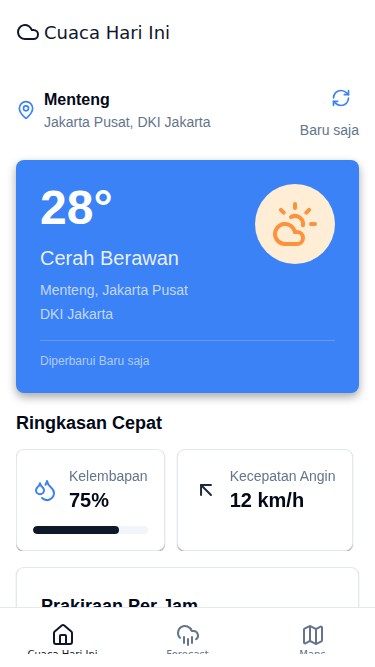 Cuaca Hari Ini
Menteng
Jakarta Pusat, DKI Jakarta
Baru saja
28°
Cerah Berawan
Menteng, Jakarta Pusat
DKI Jakarta
Diperbarui Baru saja
Ringkasan Cepat
Kelembapan
75%
Kecepatan Angin
12 km/h
Prakiraan Per Jam
Cuaca Hari Ini
Forecast
Maps